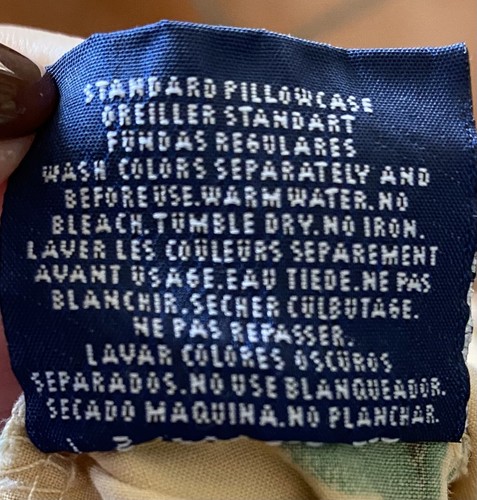 STANDARD PILLOWCASE
OREILLER STANDART
FUNDAS REGULARES
WASH COLORS SEPARATELY AND
BEFORE USE.WARM WATER.NO
BLEACH.TUMBLE DRY.NO IRON.
LAVER LES COULEURS SEPAREMENT
AVANT USAGE.EAU TIEDE.NE PAS
BLANCHIR.SECHER CULBUTAGE.
NE PAS REPASSER.
LAVAR COLORES OSCUROS
SEPARADOS.NO USE BLANQUEADOR.
SECADO MAQUINA.NO PLANCHAR.